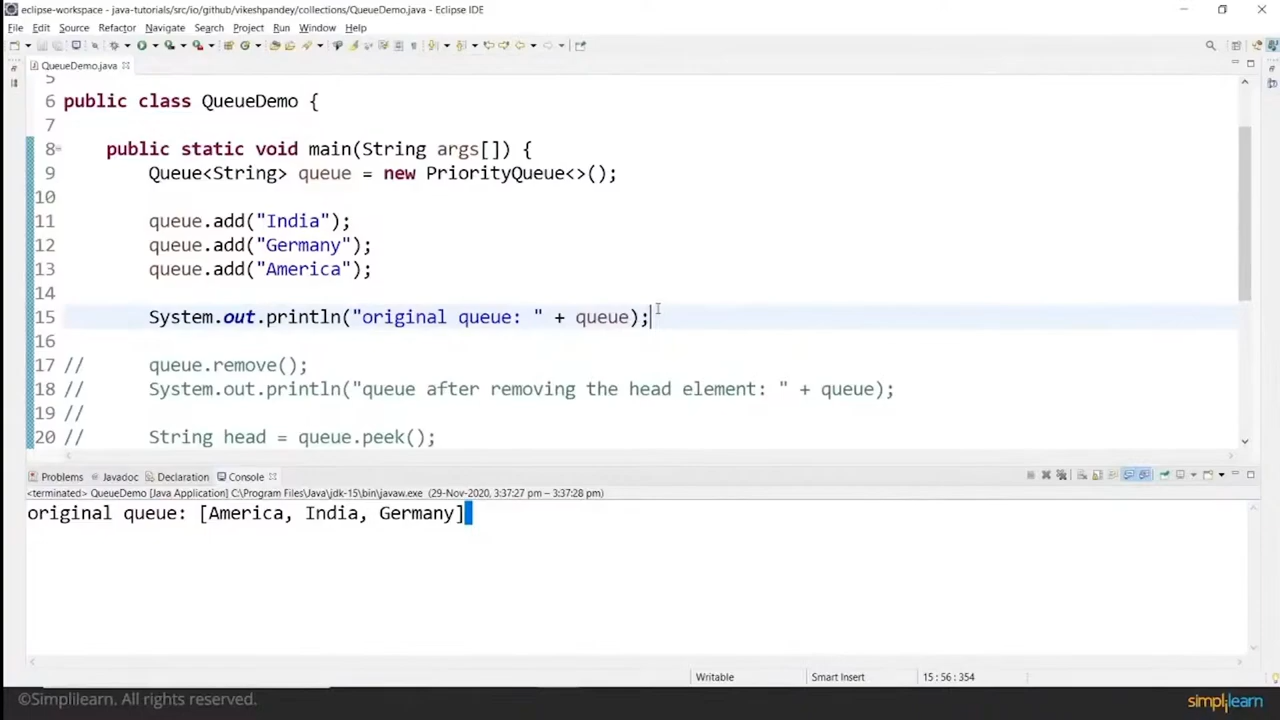 eclipse-workspace - java-tutorials/src/io/github/vikeshpandey/collections/QueueDemo.java - Eclipse IDE
File Edit Source Refactor Navigate Search Project Run Window Help
QueueDemo.java
5
6 public class QueueDemo {
7
8 public static void main(String args[]) {
9 Queue<String> queue = new PriorityQueue<>();
10
11 queue.add("India");
12 queue.add("Germany");
13 queue.add("America");
14
15 System.out.println("original queue: " + queue);
16
17 // queue.remove();
18 // System.out.println("queue after removing the head element: " + queue);
19 //
20 // String head = queue.peek();
Problems Javadoc Declaration Console
<terminated> QueueDemo [Java Application] C:\Program Files\Java\jdk-15\bin\javaw.exe (29-Nov-2020, 3:37:27 pm – 3:37:28 pm)
original queue: [America, India, Germany]
Writable Smart Insert 15 : 56 : 354
©Simplilearn. All rights reserved.
simplilearn